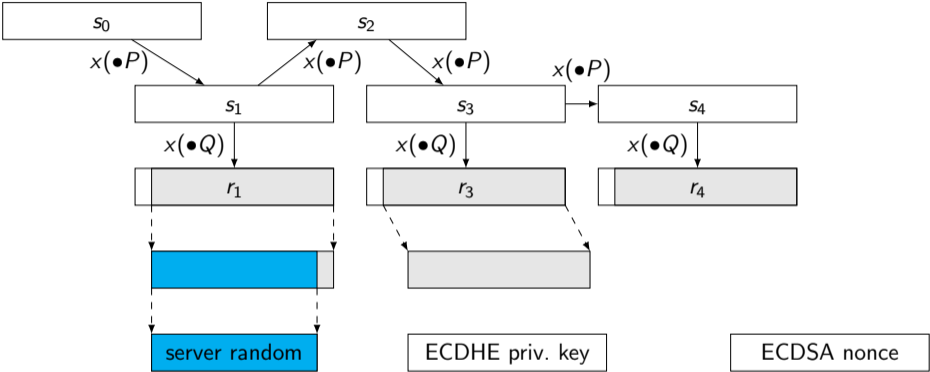 s₀
s₂
x(•P)
x(•P)
x(•P)
x(•P)
s₁
s₃
s₄
x(•Q)
x(•Q)
x(•Q)
r₁
r₃
r₄
server random
ECDHE priv. key
ECDSA nonce